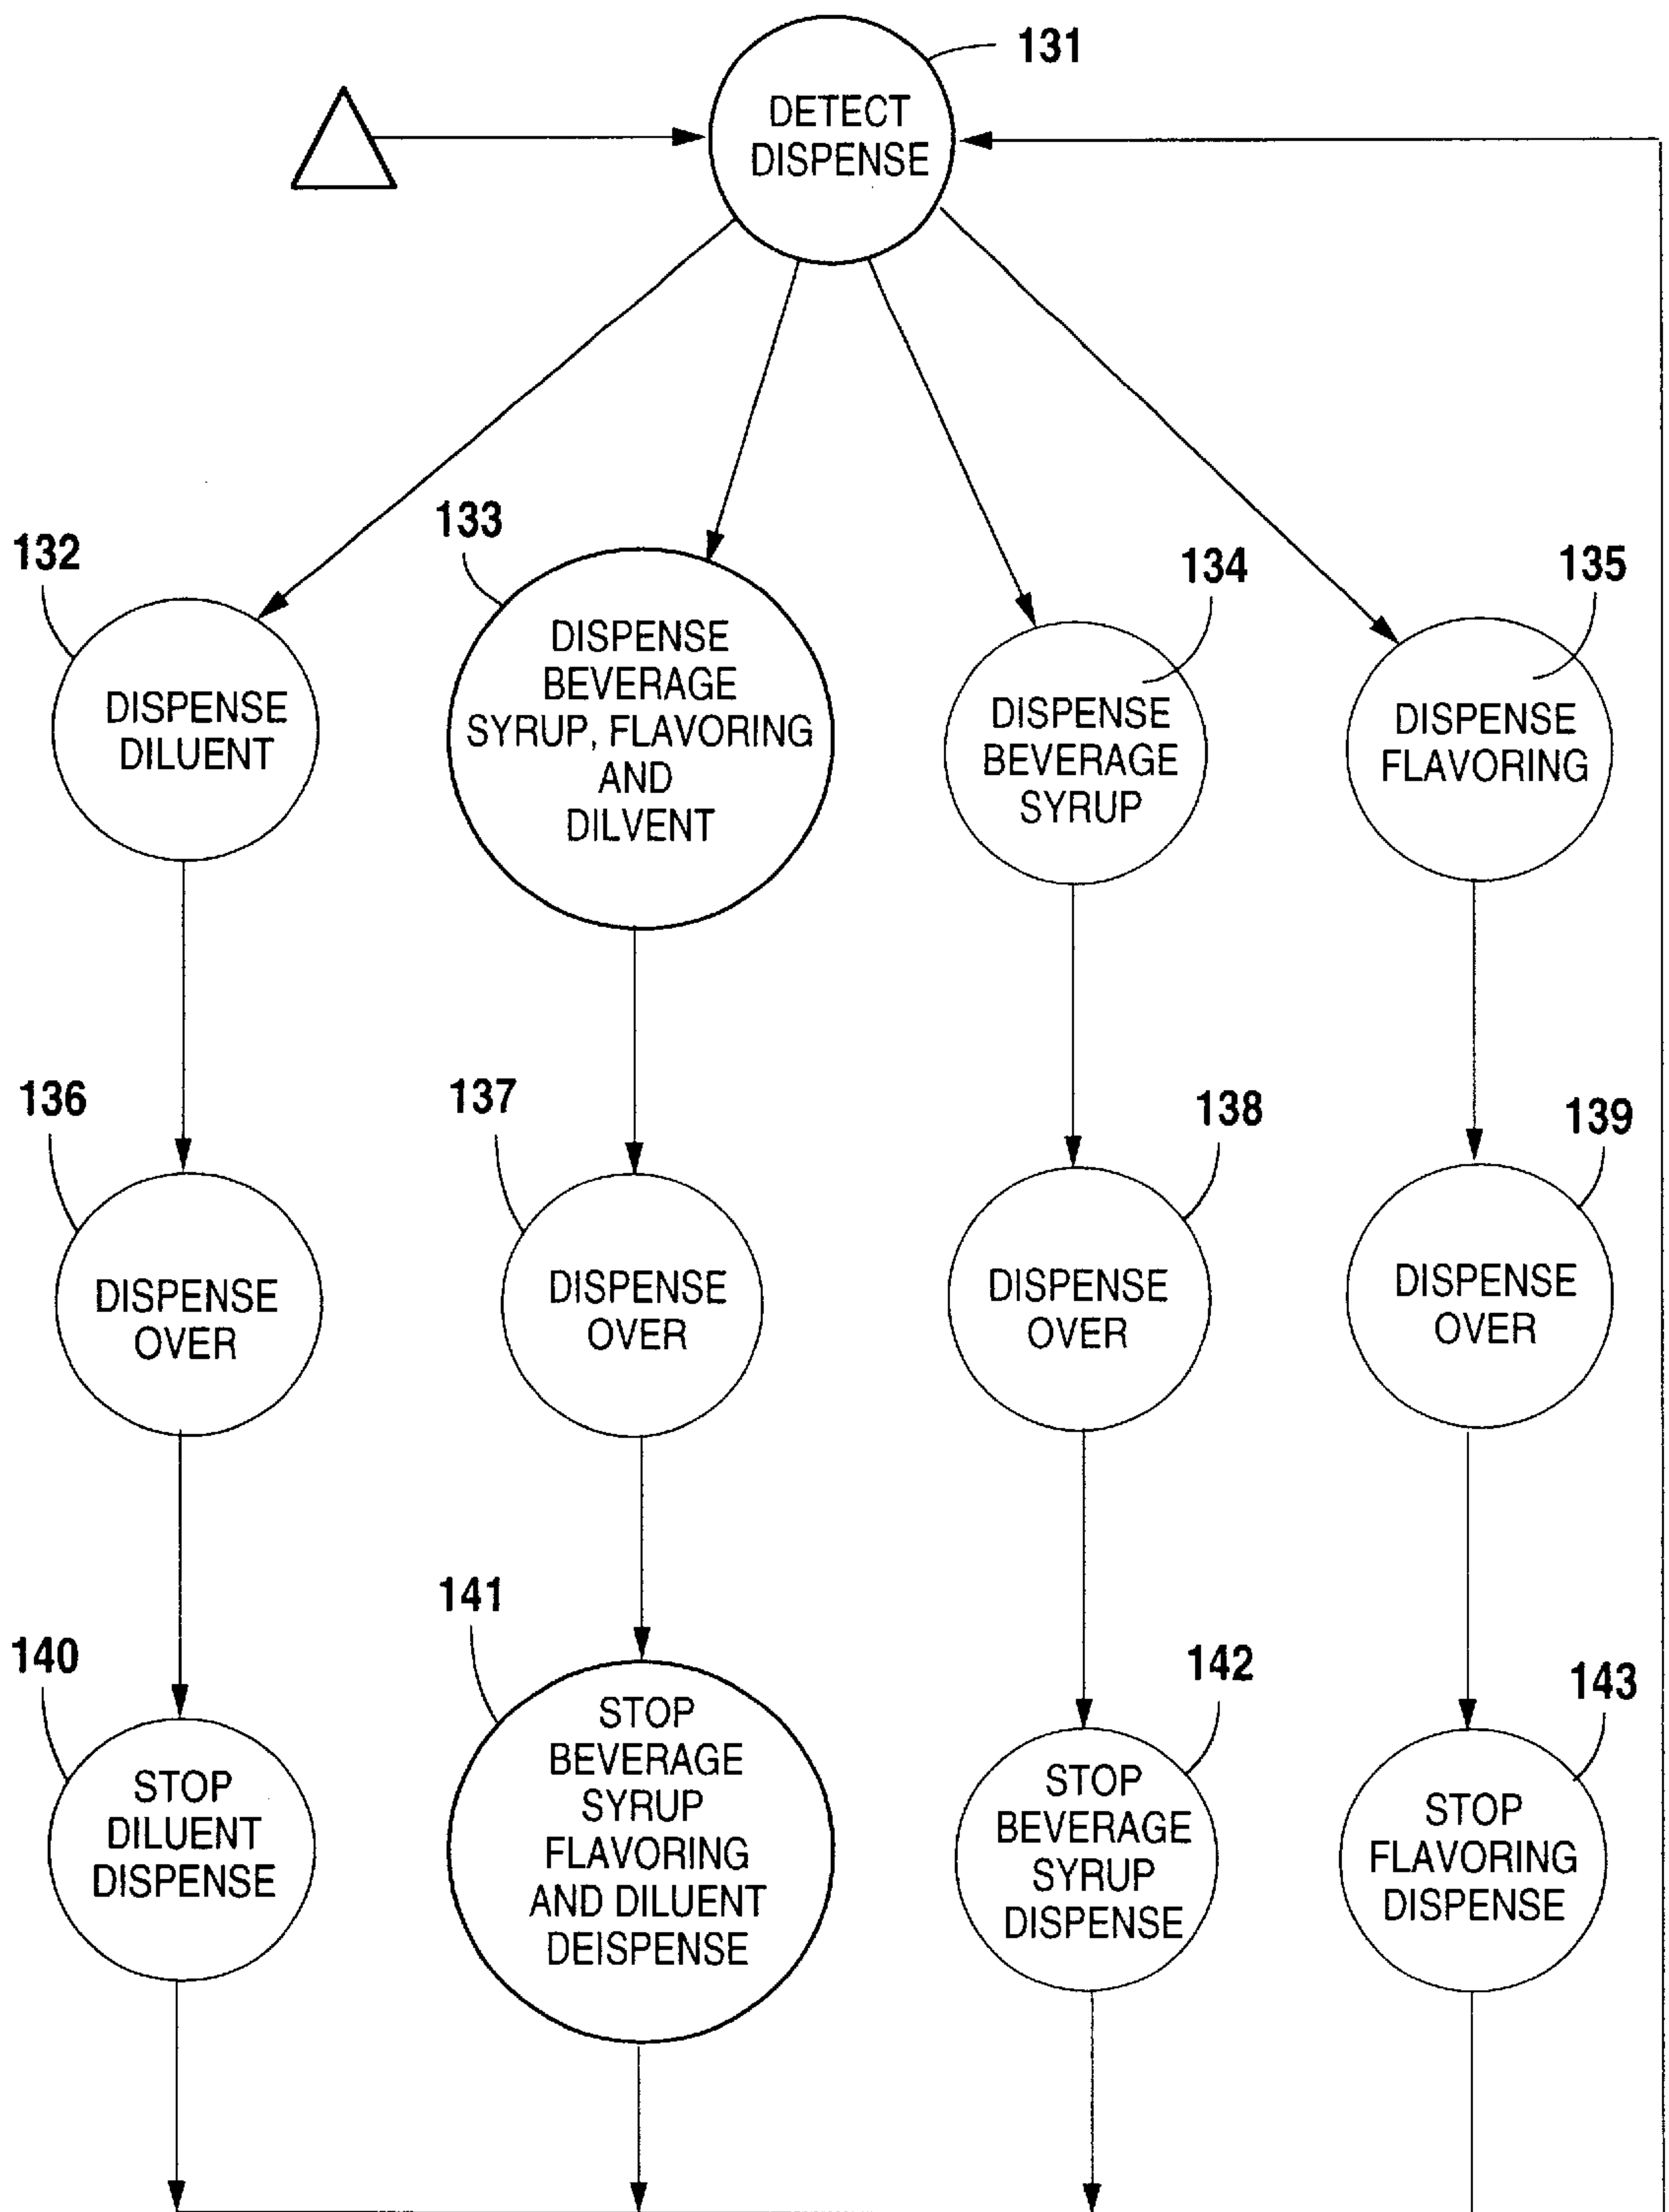 131
DETECT
DISPENSE
132
133
134
135
DISPENSE
DILUENT
DISPENSE
BEVERAGE
SYRUP, FLAVORING
AND
DILVENT
DISPENSE
BEVERAGE
SYRUP
DISPENSE
FLAVORING
136
137
138
139
DISPENSE
OVER
DISPENSE
OVER
DISPENSE
OVER
DISPENSE
OVER
140
141
142
143
STOP
DILUENT
DISPENSE
STOP
BEVERAGE
SYRUP
FLAVORING
AND DILUENT
DEISPENSE
STOP
BEVERAGE
SYRUP
DISPENSE
STOP
FLAVORING
DISPENSE